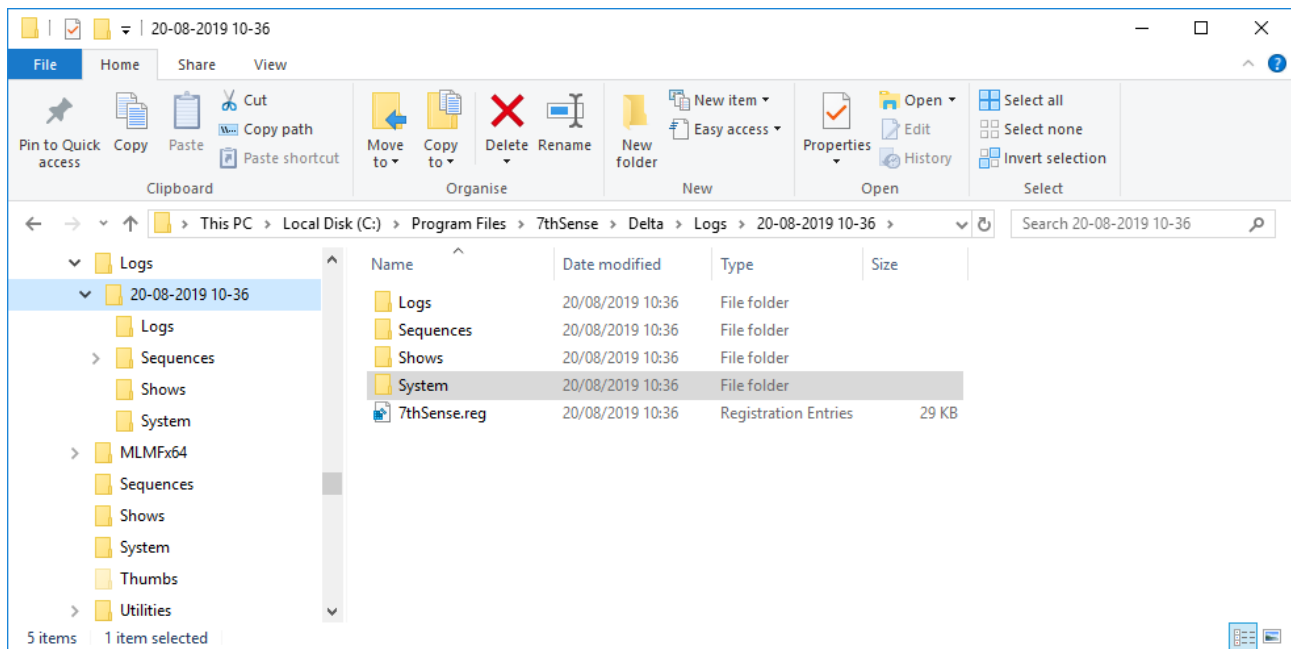 20-08-2019 10-36
File Home Share View
Pin to Quick access
Copy
Paste
Cut
Copy path
Paste shortcut
Clipboard
Move to
Copy to
Delete
Rename
Organise
New folder
New item
Easy access
New
Properties
Open
Edit
History
Open
Select all
Select none
Invert selection
Select
This PC > Local Disk (C:) > Program Files > 7thSense > Delta > Logs > 20-08-2019 10-36 >
Search 20-08-2019 10-36
Logs
20-08-2019 10-36
Logs
Sequences
Shows
System
MLMFx64
Sequences
Shows
System
Thumbs
Utilities
Name Date modified Type Size
Logs 20/08/2019 10:36 File folder
Sequences 20/08/2019 10:36 File folder
Shows 20/08/2019 10:36 File folder
System 20/08/2019 10:36 File folder
7thSense.reg 20/08/2019 10:36 Registration Entries 29 KB
5 items 1 item selected